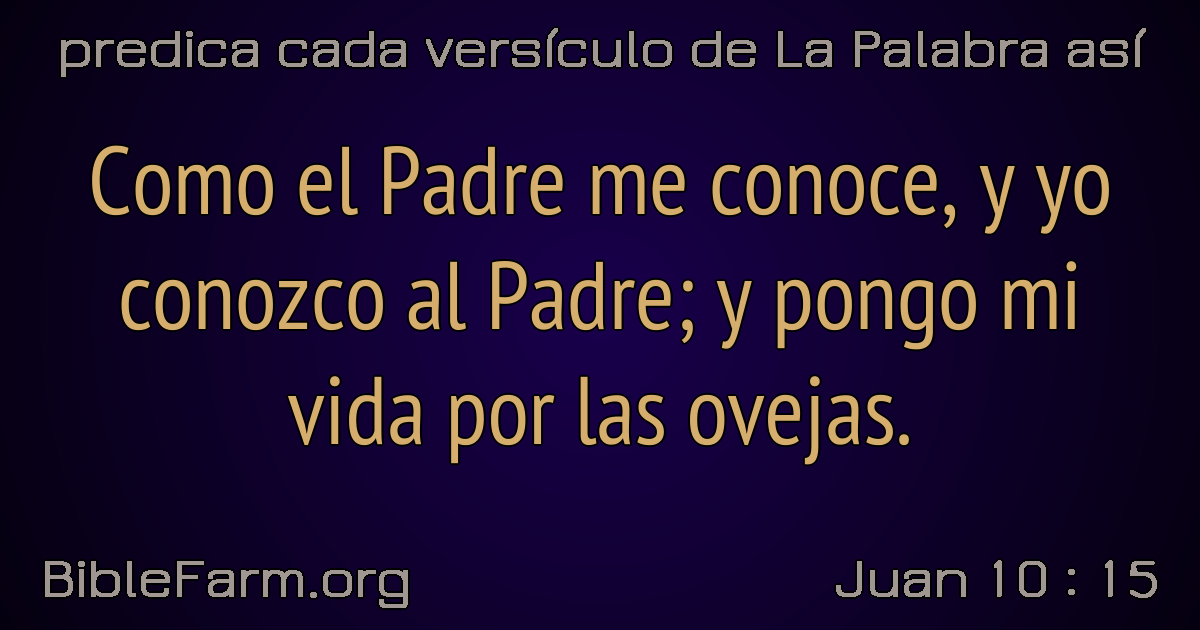 predica cada versículo de La Palabra así
Como el Padre me conoce, y yo
conozco al Padre; y pongo mi
vida por las ovejas.
BibleFarm.org
Juan 10 : 15